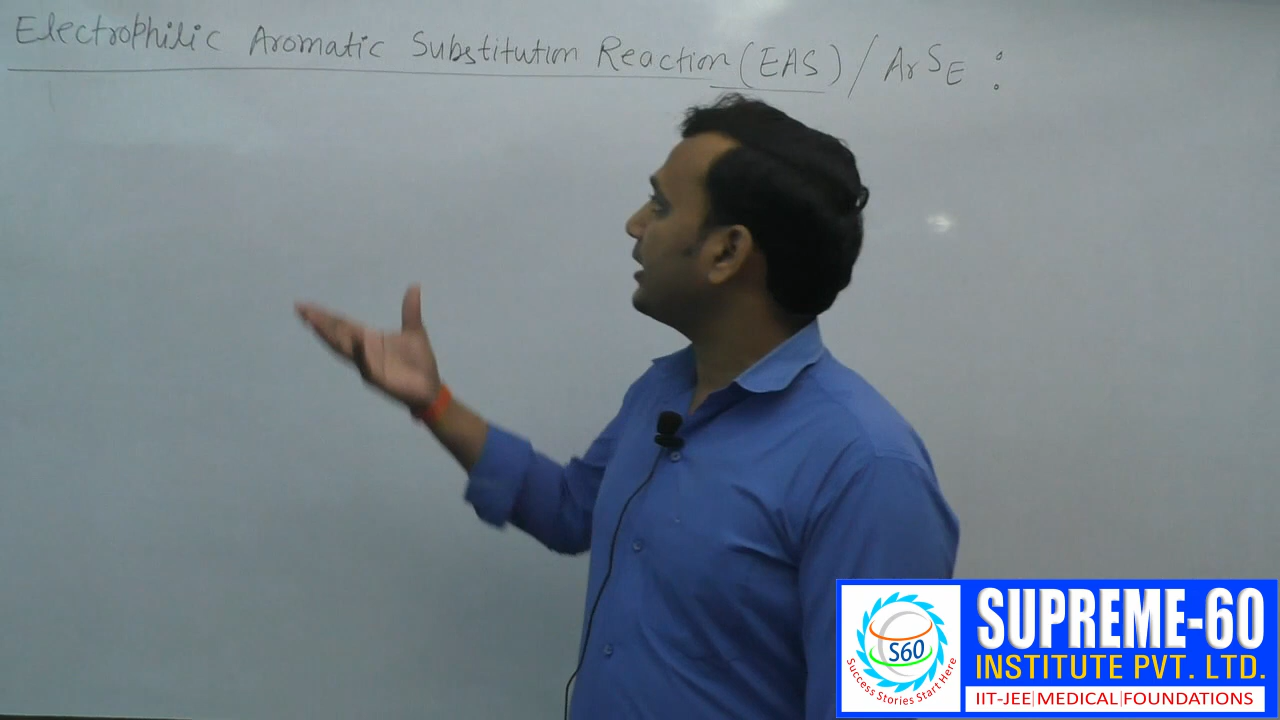 Electrophilic Aromatic Substitution Reaction (EAS) / ArSE :
SUPREME-60
INSTITUTE PVT. LTD.
IIT-JEE|MEDICAL|FOUNDATIONS
S60
Success Stories Start Here